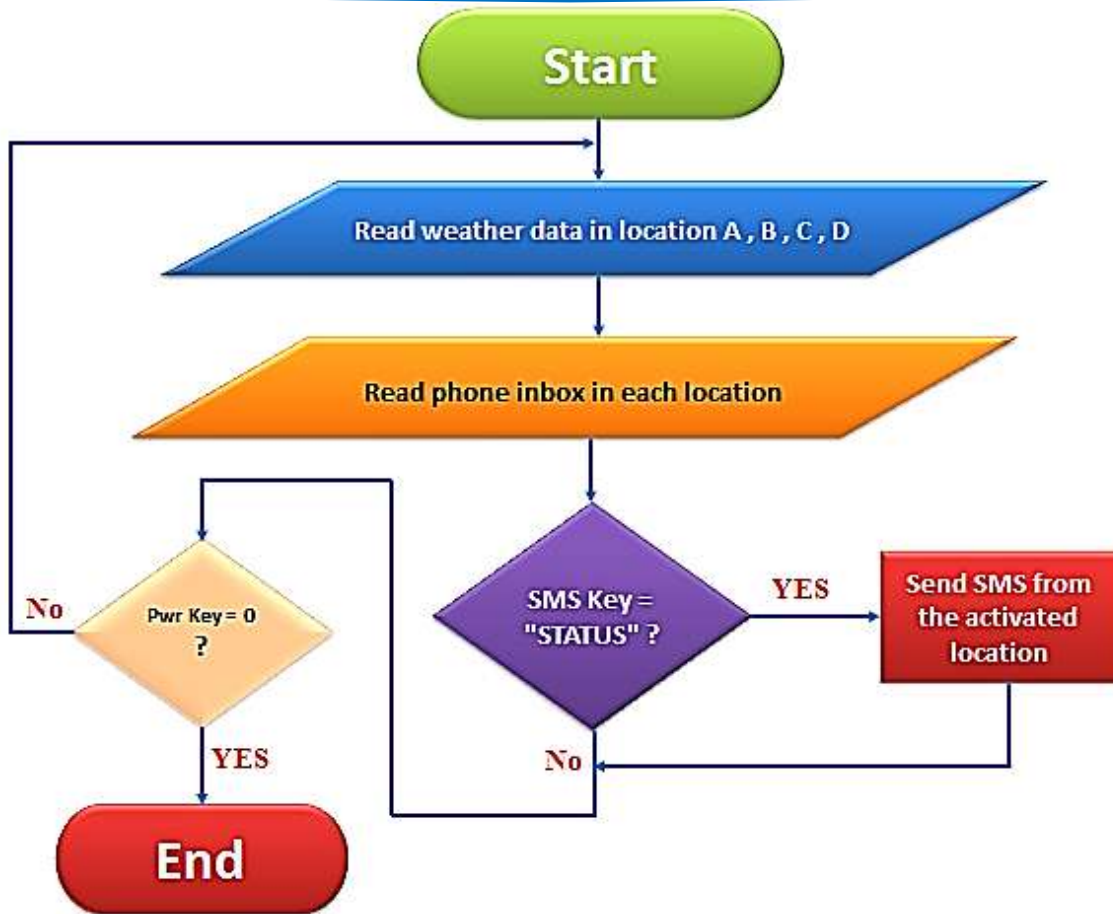 Start
Read weather data in location A , B , C , D
Read phone inbox in each location
SMS Key =
"STATUS" ?
YES
Send SMS from
the activated
location
No
Pwr Key = 0
?
No
YES
End